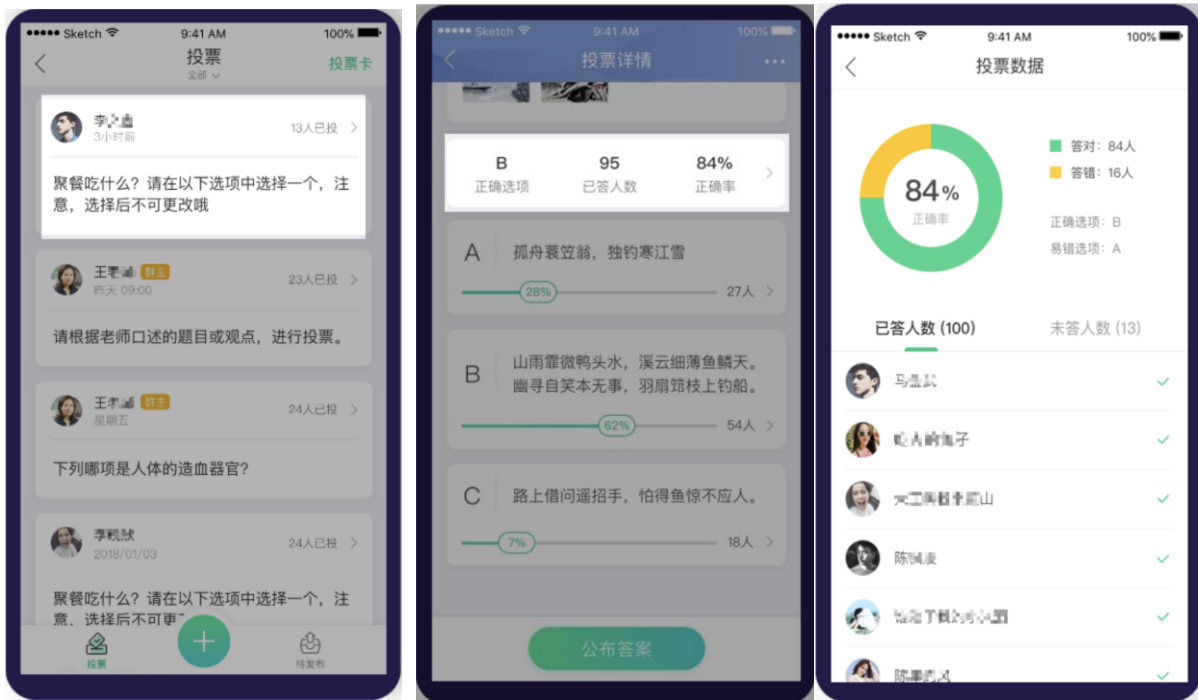 Sketch 9:41 AM 100%
投票
全部
投票卡
3小时前
13人已投
聚餐吃什么？请在以下选项中选择一个，注
意，选择后不可更改哦
群主
昨天 09:00
23人已投
请根据老师口述的题目或观点，进行投票。
群主
星期五
24人已投
下列哪项是人体的造血器官?
2018/01/03
24人已投
聚餐吃什么？请在以下选项中选择一个，注
意，选择后不可更
投票
待发布
Sketch 9:41 AM 100%
投票详情
B 95 84%
正确选项 已答人数 正确率
A 孤舟蓑笠翁，独钓寒江雪
28% 27人
B 山雨霏微鸭头水，溪云细薄鱼鳞天。
幽寻自笑本无事，羽扇筇枝上钓船。
62% 54人
C 路上借问遥招手，怕得鱼惊不应人。
7% 18人
公布答案
Sketch 9:41 AM 100%
投票数据
84%
正确率
答对：84人
答错：16人
正确选项：B
易错选项：A
已答人数 (100) 未答人数 (13)